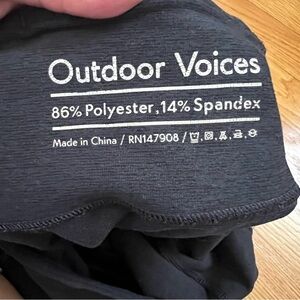 Outdoor Voices
86% Polyester, 14% Spandex
Made in China / RN147908 /